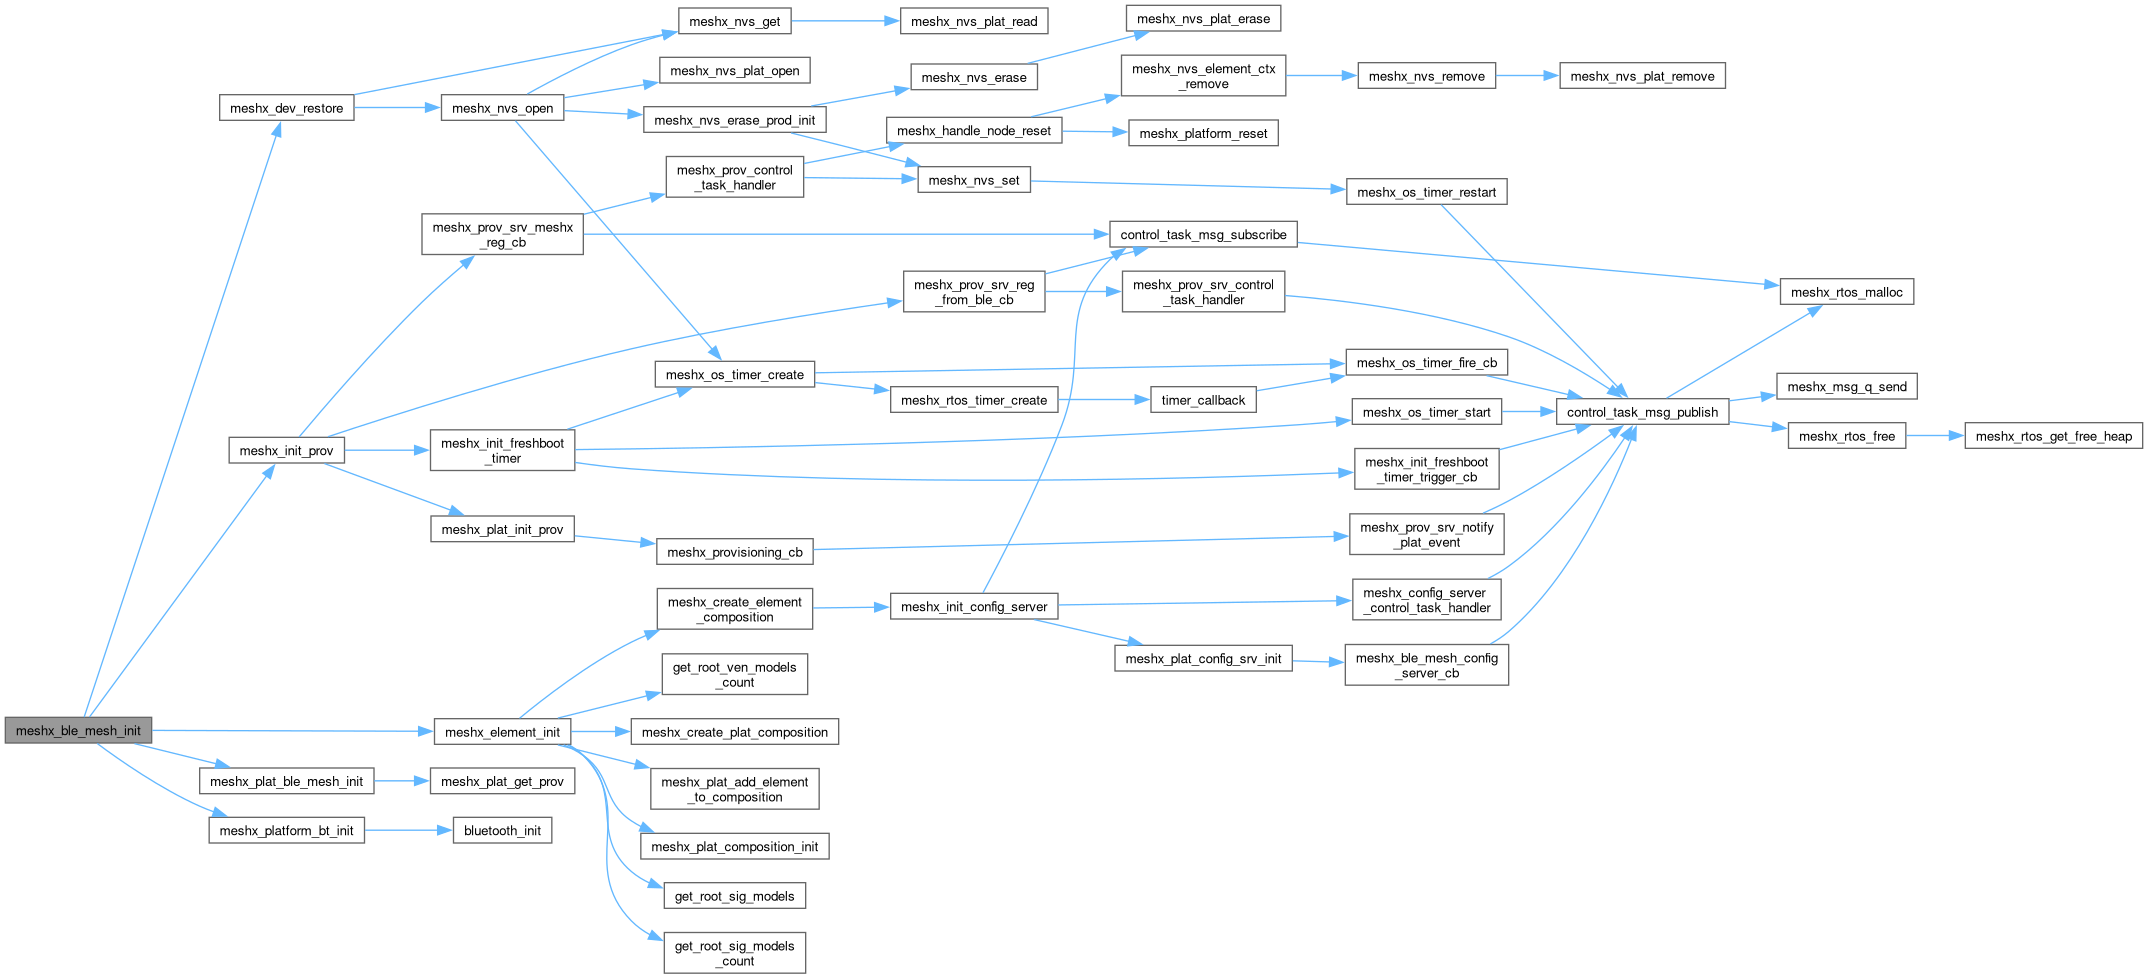 meshx_ble_mesh_init
meshx_dev_restore
meshx_init_prov
meshx_plat_ble_mesh_init
meshx_platform_bt_init
meshx_nvs_open
meshx_prov_srv_meshx
_reg_cb
meshx_init_freshboot
_timer
meshx_plat_init_prov
meshx_element_init
meshx_plat_get_prov
bluetooth_init
meshx_nvs_get
meshx_nvs_plat_open
meshx_nvs_erase_prod_init
meshx_prov_control
_task_handler
meshx_os_timer_create
meshx_provisioning_cb
meshx_create_element
_composition
get_root_ven_models
_count
meshx_create_plat_composition
meshx_plat_add_element
_to_composition
meshx_plat_composition_init
get_root_sig_models
get_root_sig_models
_count
meshx_nvs_plat_read
meshx_nvs_erase
meshx_handle_node_reset
meshx_nvs_set
meshx_prov_srv_reg
_from_ble_cb
meshx_rtos_timer_create
meshx_init_config_server
meshx_nvs_plat_erase
meshx_nvs_element_ctx
_remove
meshx_platform_reset
control_task_msg_subscribe
meshx_prov_srv_control
_task_handler
timer_callback
meshx_plat_config_srv_init
meshx_nvs_remove
meshx_os_timer_restart
meshx_os_timer_fire_cb
meshx_os_timer_start
meshx_init_freshboot
_timer_trigger_cb
meshx_prov_srv_notify
_plat_event
meshx_config_server
_control_task_handler
meshx_ble_mesh_config
_server_cb
meshx_nvs_plat_remove
control_task_msg_publish
meshx_rtos_malloc
meshx_msg_q_send
meshx_rtos_free
meshx_rtos_get_free_heap